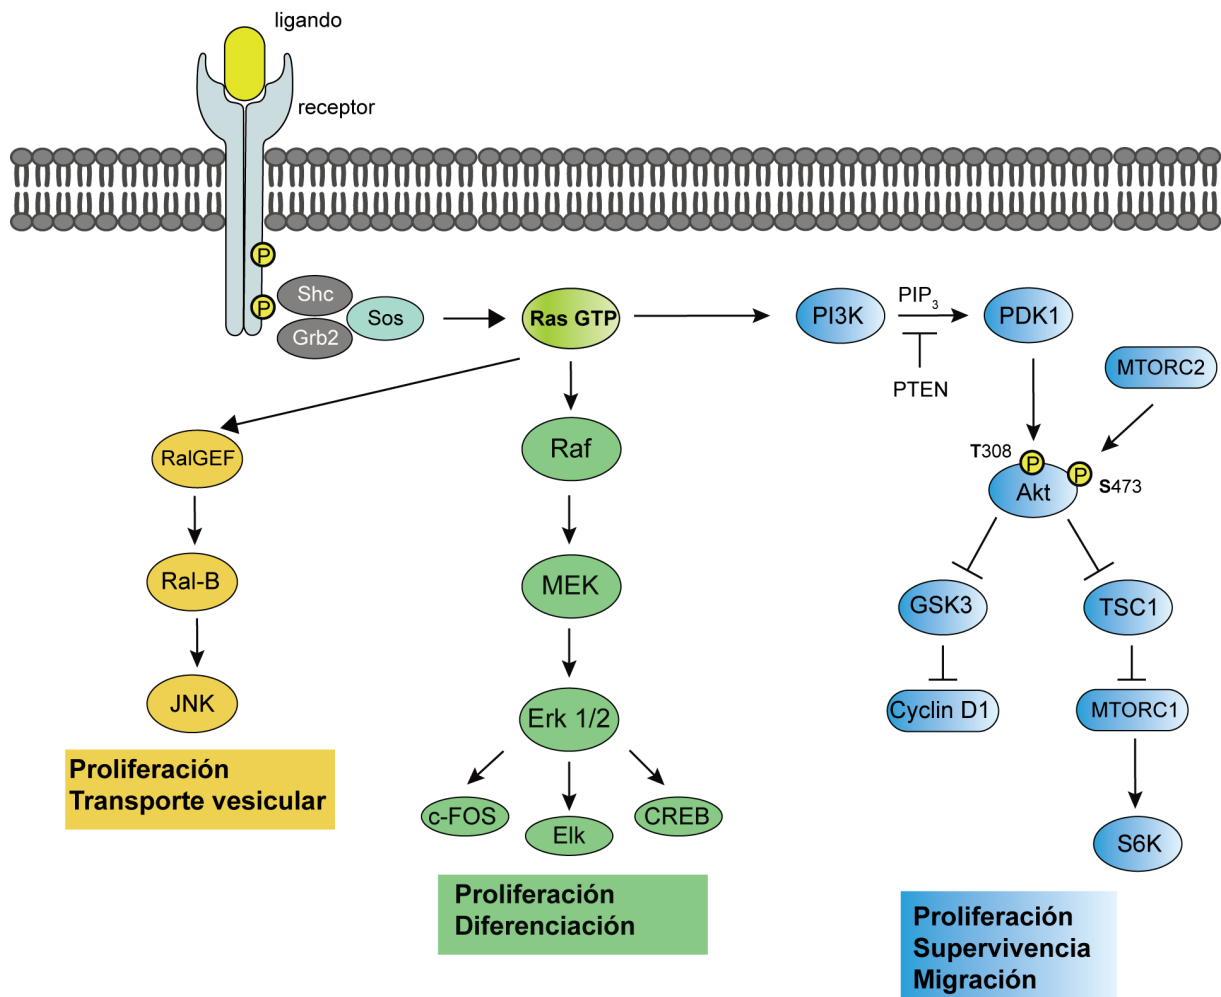 ligando
receptor
P
P
Shc
Grb2
Sos
Ras GTP
PI3K
PIP3
PTEN
PDK1
MTORC2
T308
P
P
S473
Akt
RalGEF
Ral-B
JNK
Proliferación
Transporte vesicular
Raf
MEK
Erk 1/2
c-FOS
Elk
CREB
Proliferación
Diferenciación
GSK3
TSC1
Cyclin D1
MTORC1
S6K
Proliferación
Supervivencia
Migración